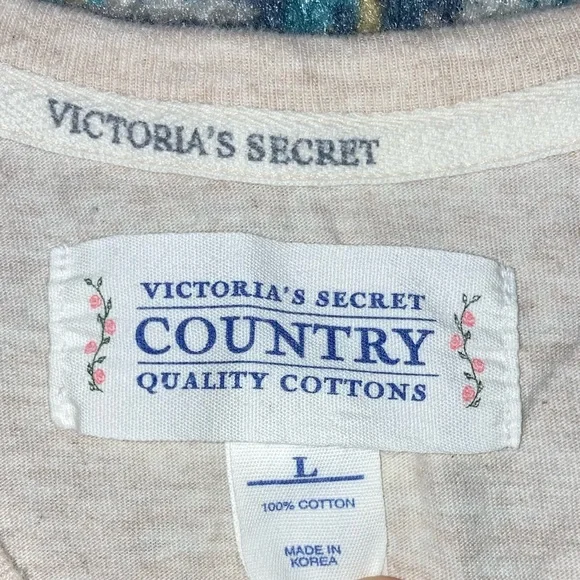 VICTORIA'S SECRET
VICTORIA'S SECRET
COUNTRY
QUALITY COTTONS
L
100% COTTON
MADE IN
KOREA